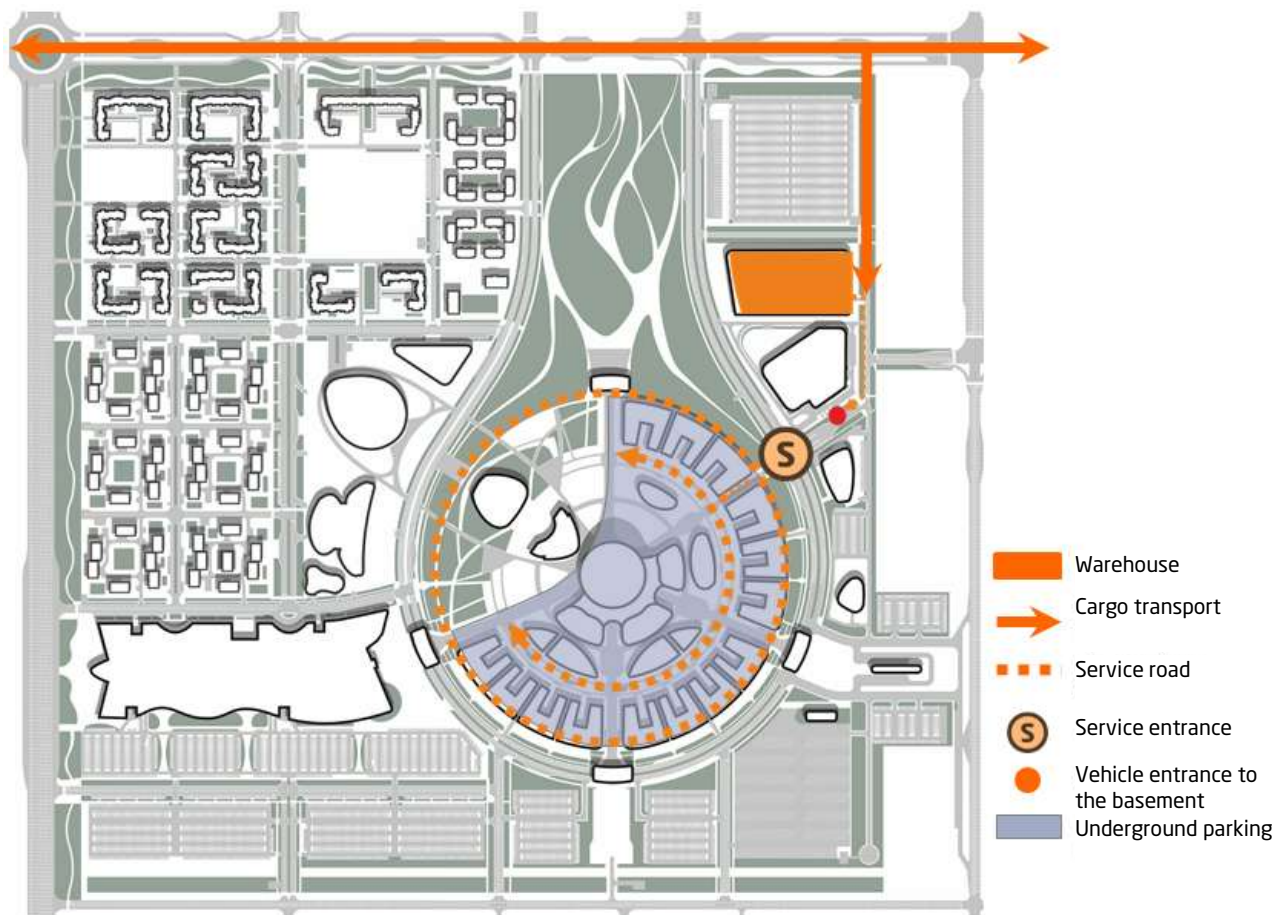 S
Warehouse
Cargo transport
Service road
S
Service entrance
Vehicle entrance to
the basement
Underground parking